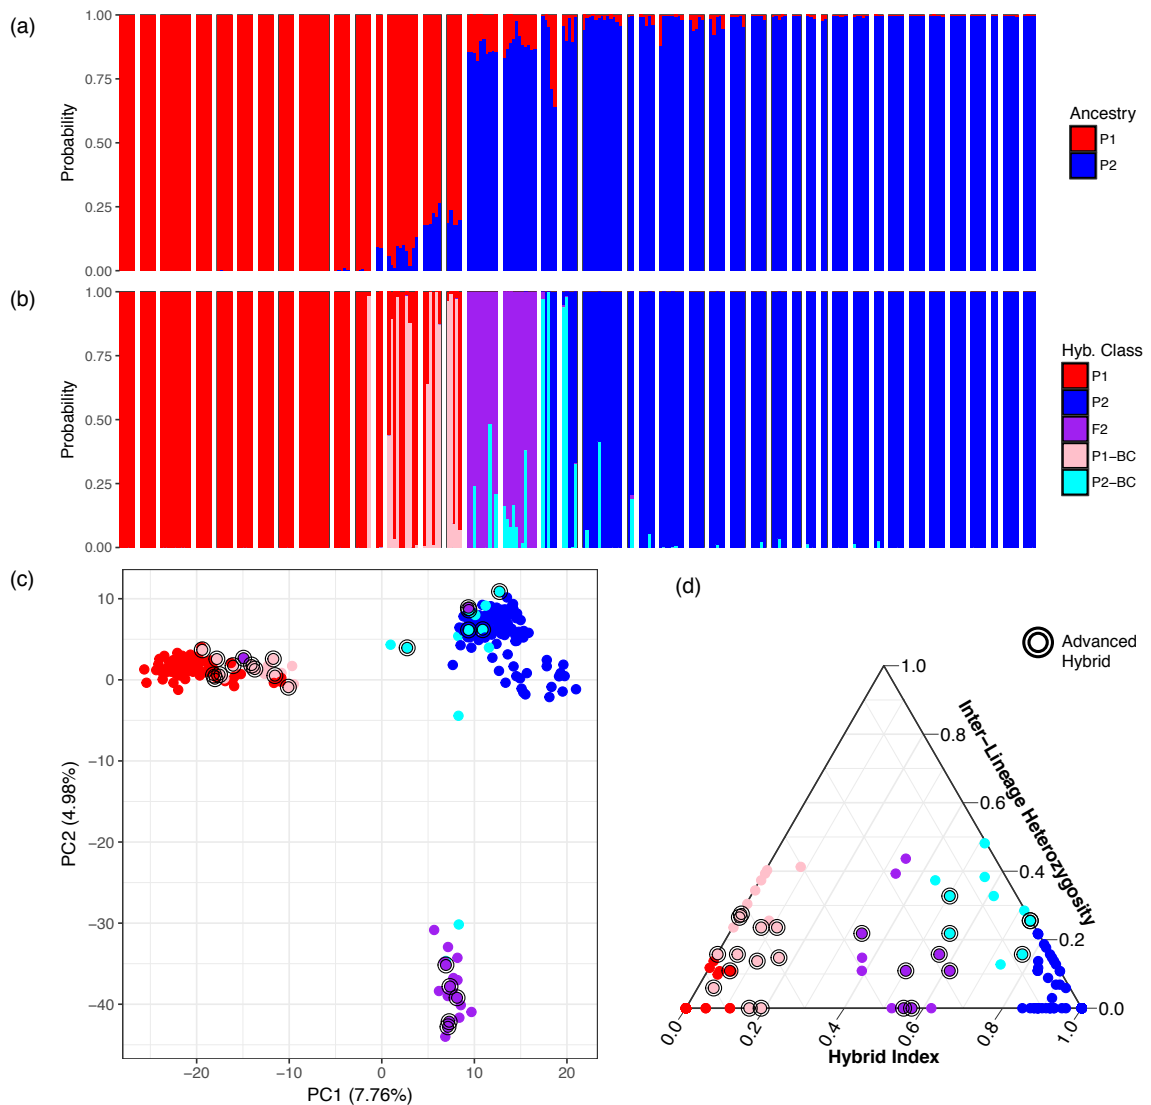 (a)
1.00
0.75
0.50
0.25
0.00
Probability
Ancestry
P1
P2
(b)
1.00
0.75
0.50
0.25
0.00
Probability
Hyb. Class
P1
P2
F2
P1−BC
P2−BC
(c)
10
0
−10
−20
−30
−40
PC2 (4.98%)
−20
−10
0
10
20
PC1 (7.76%)
(d)
Advanced
Hybrid
1.0
0.8
0.6
0.4
0.2
0.0
Inter−Lineage Heterozygosity
0.0
0.2
0.4
0.6
0.8
1.0
Hybrid Index